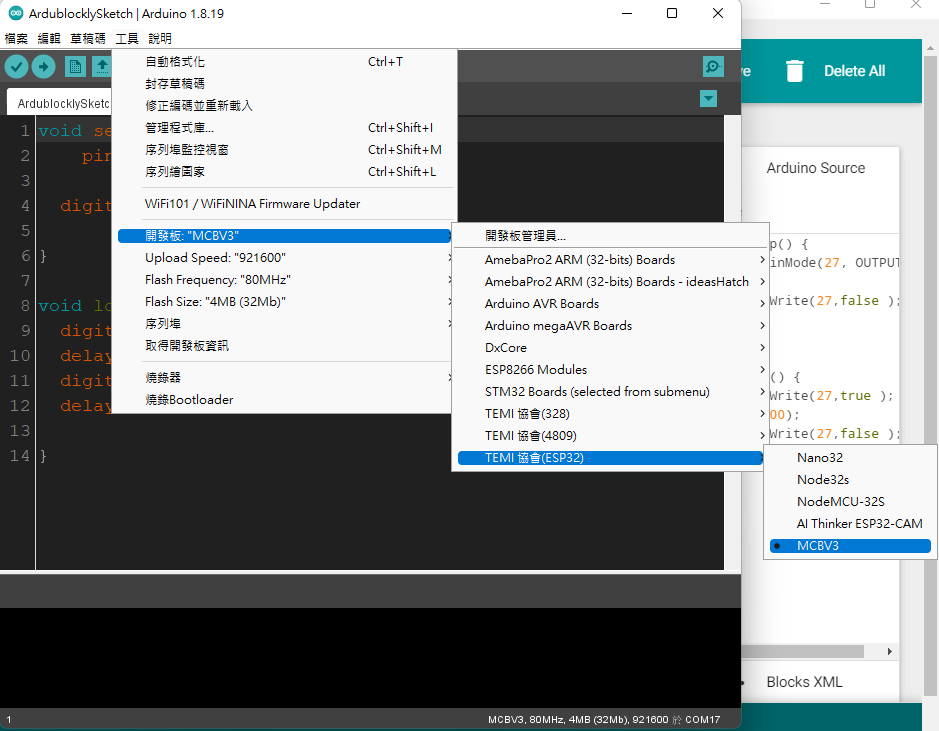 ArdublocklySketch | Arduino 1.8.19
檔案 編輯 草稿碼 工具 說明
ArdublocklySketc
自動格式化 Ctrl+T
封存草稿碼
修正編碼並重新載入
管理程式庫... Ctrl+Shift+I
序列埠監控視窗 Ctrl+Shift+M
序列繪圖家 Ctrl+Shift+L
WiFi101 / WiFiNINA Firmware Updater
開發板: "MCBV3"
Upload Speed: "921600"
Flash Frequency: "80MHz"
Flash Size: "4MB (32Mb)"
序列埠
取得開發板資訊
燒錄器
燒錄Bootloader
開發板管理員...
AmebaPro2 ARM (32-bits) Boards
AmebaPro2 ARM (32-bits) Boards - ideasHatch
Arduino AVR Boards
Arduino megaAVR Boards
DxCore
ESP8266 Modules
STM32 Boards (selected from submenu)
TEMI 協會(328)
TEMI 協會(4809)
TEMI 協會(ESP32)
Nano32
Node32s
NodeMCU-32S
AI Thinker ESP32-CAM
MCBV3
1 void se
2 pin
3
4 digit
5
6 }
7
8 void lo
9 digit
10 delay
11 digit
12 delay
13
14 }
ve Delete All
Arduino Source
p() {
inMode(27, OUTPUT
Write(27,false );
() {
Write(27,true );
00);
Write(27,false );
Blocks XML
1 MCBV3, 80MHz, 4MB (32Mb), 921600 於 COM17